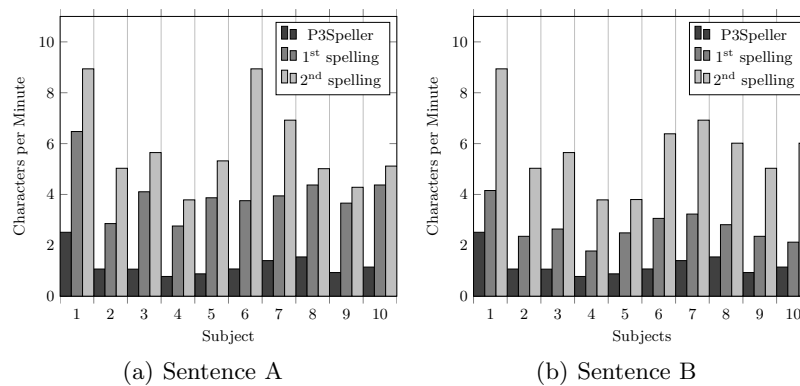 10
8
6
4
2
0
Characters per Minute
P3Speller
1st spelling
2nd spelling
1 2 3 4 5 6 7 8 9 10
Subject
(a) Sentence A
10
8
6
4
2
0
Characters per Minute
P3Speller
1st spelling
2nd spelling
1 2 3 4 5 6 7 8 9 10
Subjects
(b) Sentence B